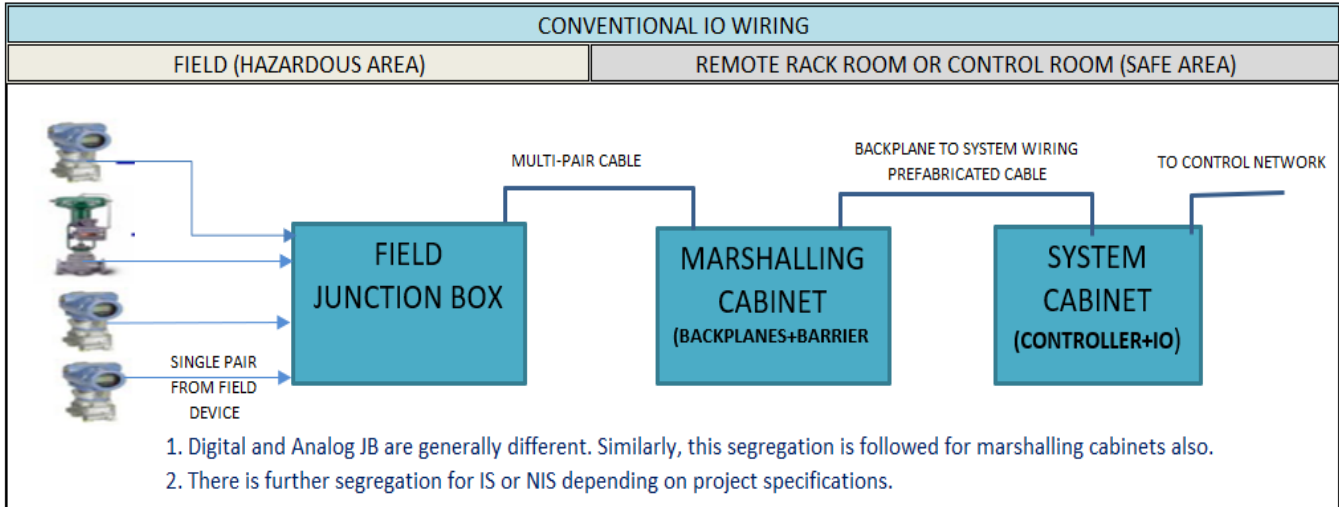 CONVENTIONAL IO WIRING
FIELD (HAZARDOUS AREA)
REMOTE RACK ROOM OR CONTROL ROOM (SAFE AREA)
MULTI-PAIR CABLE
BACKPLANE TO SYSTEM WIRING
PREFABRICATED CABLE
TO CONTROL NETWORK
FIELD
JUNCTION BOX
MARSHALLING
CABINET
(BACKPLANES+BARRIER
SYSTEM
CABINET
(CONTROLLER+IO)
SINGLE PAIR
FROM FIELD
DEVICE
1. Digital and Analog JB are generally different. Similarly, this segregation is followed for marshalling cabinets also.
2. There is further segregation for IS or NIS depending on project specifications.